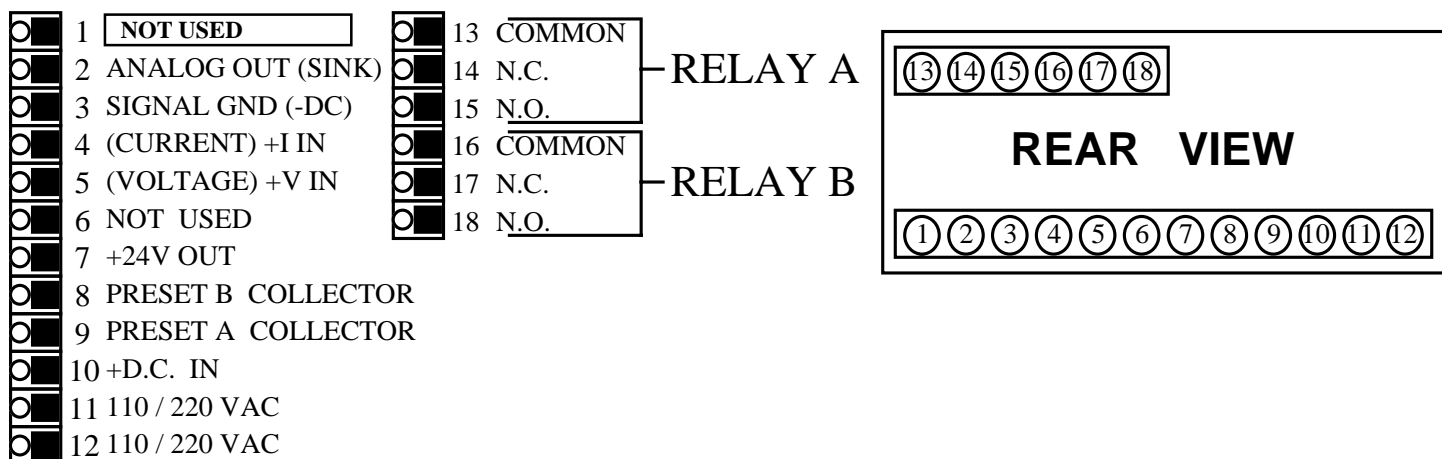 1 NOT USED
2 ANALOG OUT (SINK)
3 SIGNAL GND (-DC)
4 (CURRENT) +I IN
5 (VOLTAGE) +V IN
6 NOT USED
7 +24V OUT
8 PRESET B COLLECTOR
9 PRESET A COLLECTOR
10 +D.C. IN
11 110 / 220 VAC
12 110 / 220 VAC
13 COMMON
14 N.C.
15 N.O.
RELAY A
16 COMMON
17 N.C.
18 N.O.
RELAY B
13 14 15 16 17 18
REAR VIEW
1 2 3 4 5 6 7 8 9 10 11 12